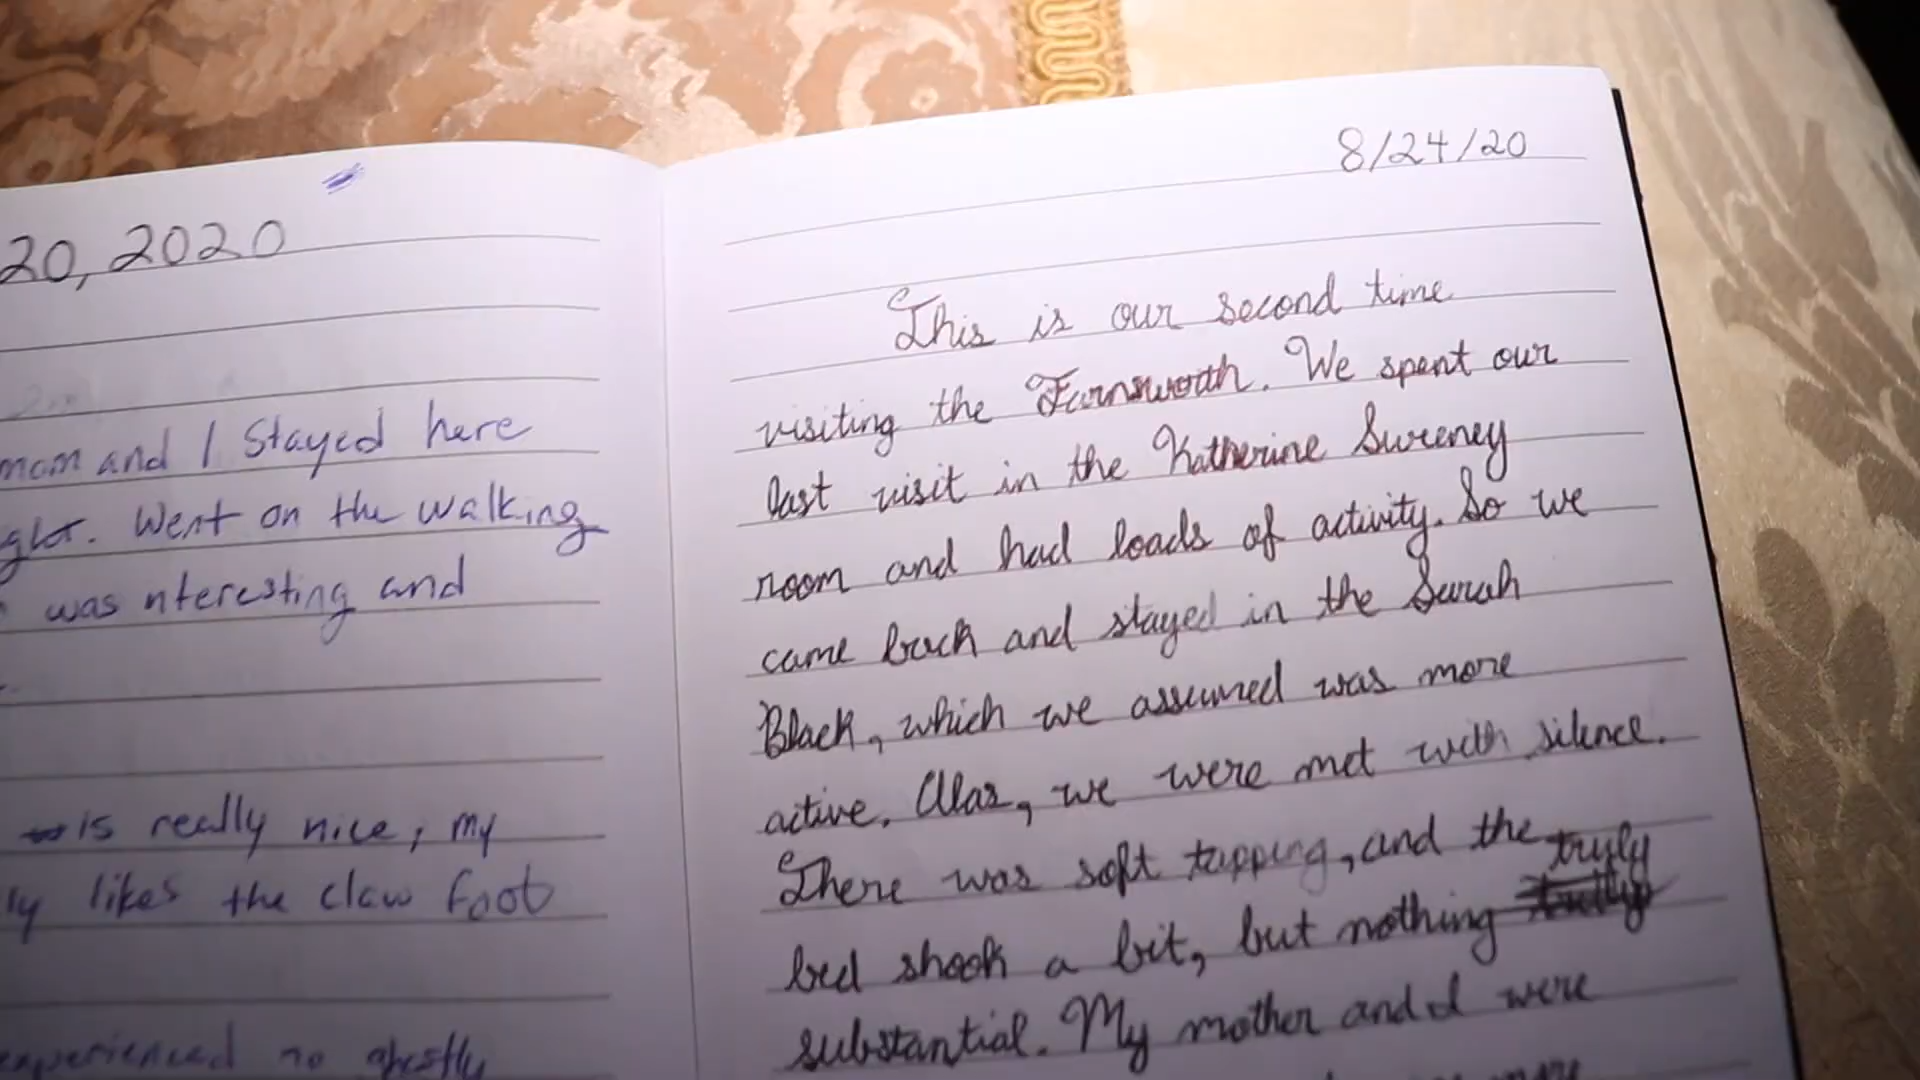 20, 2020
mom and I stayed here
ght. Went on the walking
was nteresting and
is really nice, my
ly likes the claw foot
experienced no ghostly
8/24/20
This is our second time
visiting the Farnsworth. We spent our
last visit in the Katherine Sweeney
room and had loads of activity. So we
came back and stayed in the Sarah
Black, which we assumed was more
active. Alas, we were met with silence.
There was soft tapping, and the truly
bed shook a bit, but nothing
substantial. My mother and I were
more